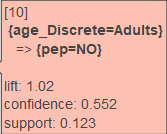 [10]
{age_Discrete=Adults}
=> {pep=NO}
lift: 1.02
confidence: 0.552
support: 0.123